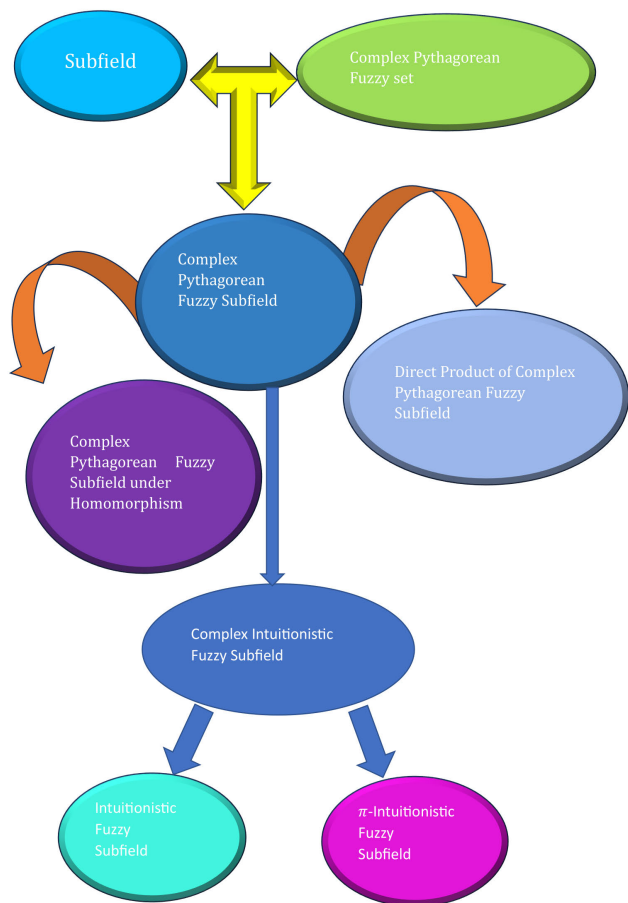 Subfield
Complex Pythagorean
Fuzzy set
Complex
Pythagorean
Fuzzy Subfield
Direct Product of Complex
Pythagorean Fuzzy
Subfield
Complex
Pythagorean Fuzzy
Subfield under
Homomorphism
Complex Intuitionistic
Fuzzy Subfield
Intuitionistic
Fuzzy
Subfield
π-Intuitionistic
Fuzzy
Subfield